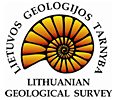 LIETUVOS GEOLOGIJOS TARNYBA
LITHUANIAN
GEOLOGICAL SURVEY